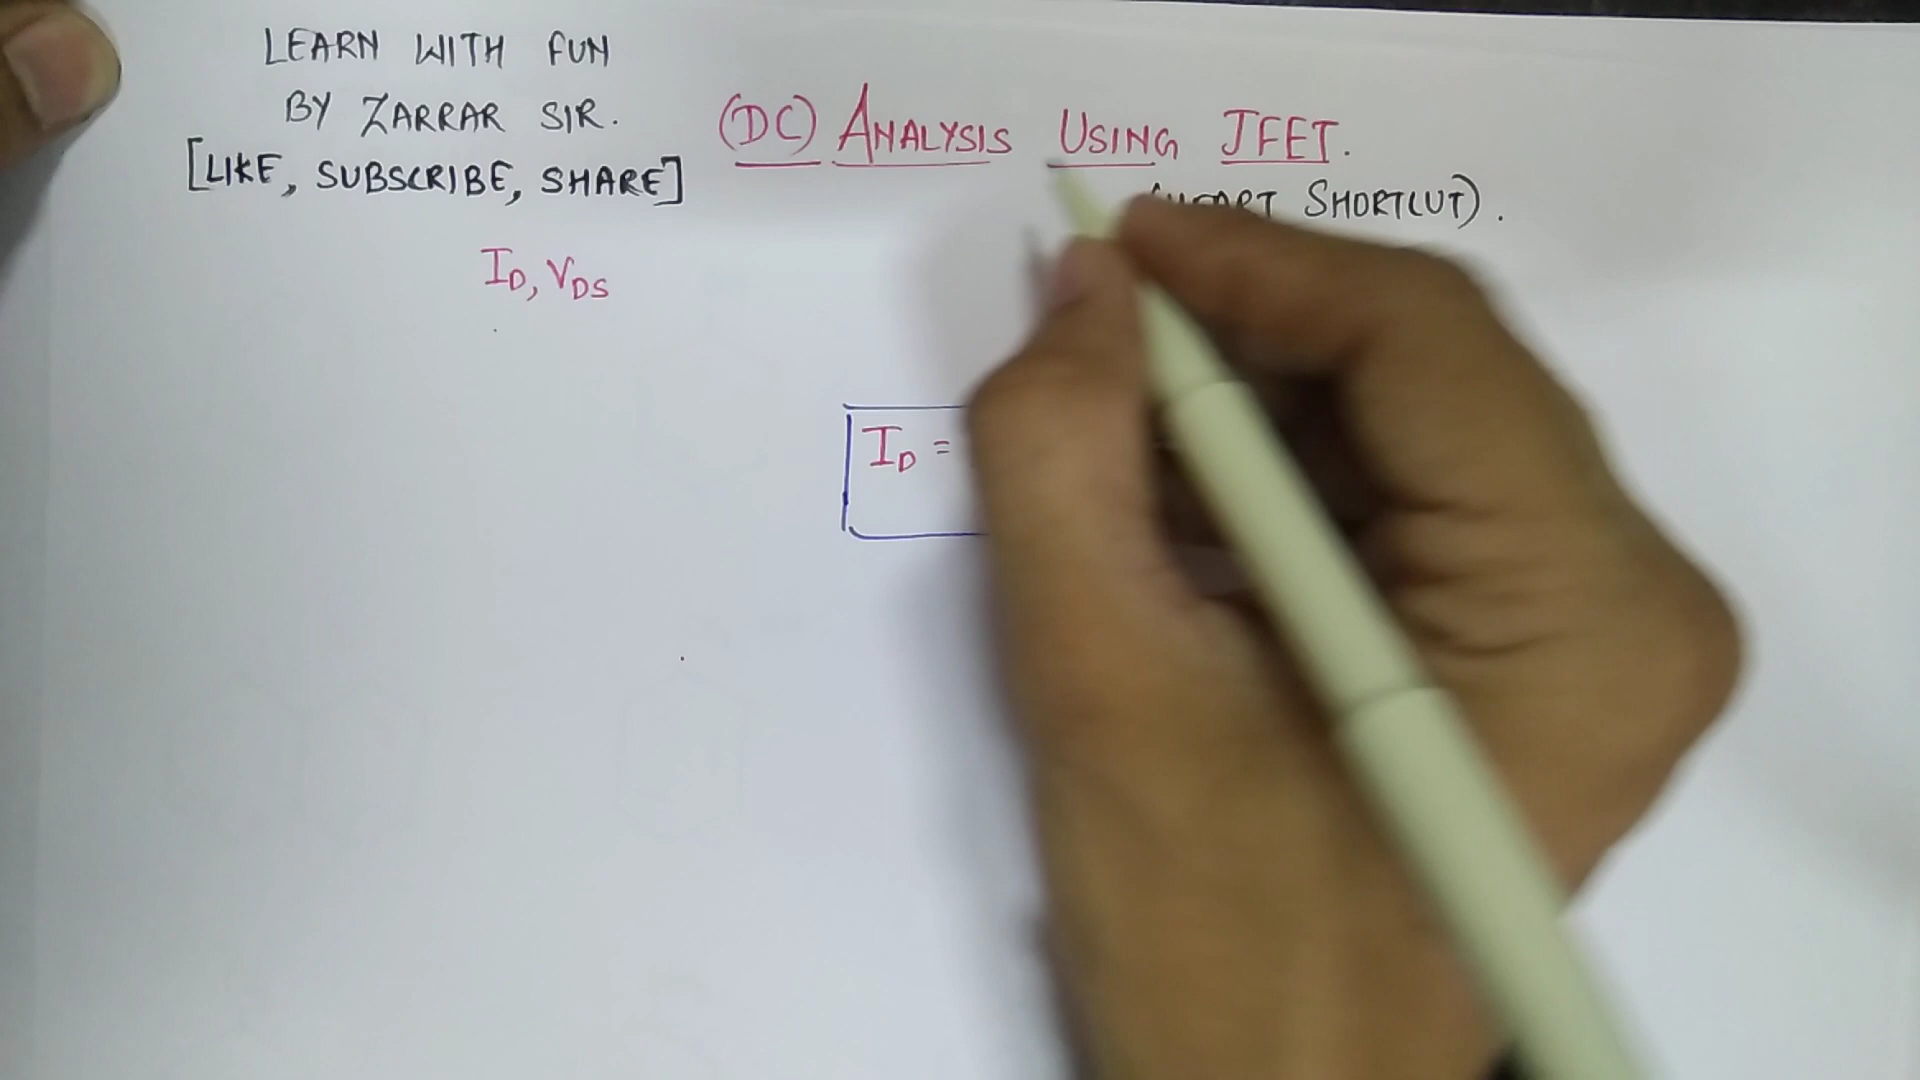 LEARN WITH FUN
BY ZARRAR SIR.
[LIKE, SUBSCRIBE, SHARE]
(DC) ANALYSIS USING JFET.
SHORTCUT).
ID, VDS
ID =